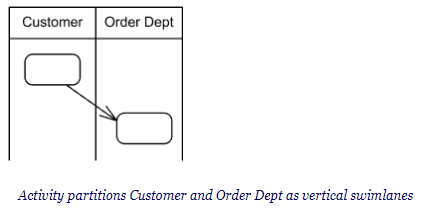 Customer
Order Dept
Activity partitions Customer and Order Dept as vertical swimlanes